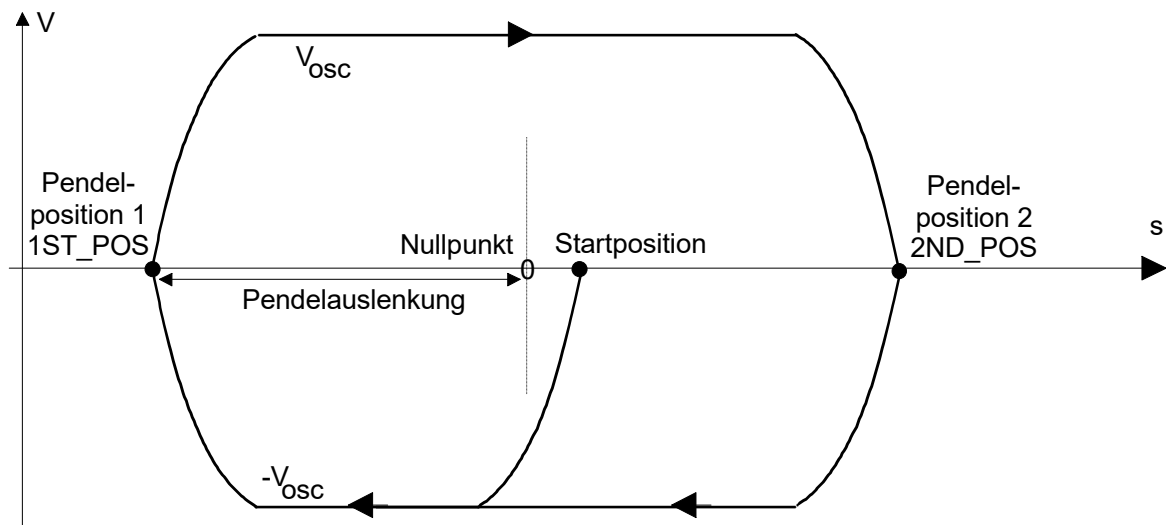 V
Vosc
Pendel-
position 1
1ST_POS
Pendel-
position 2
2ND_POS
s
Nullpunkt
Startposition
0
Pendelauslenkung
-Vosc